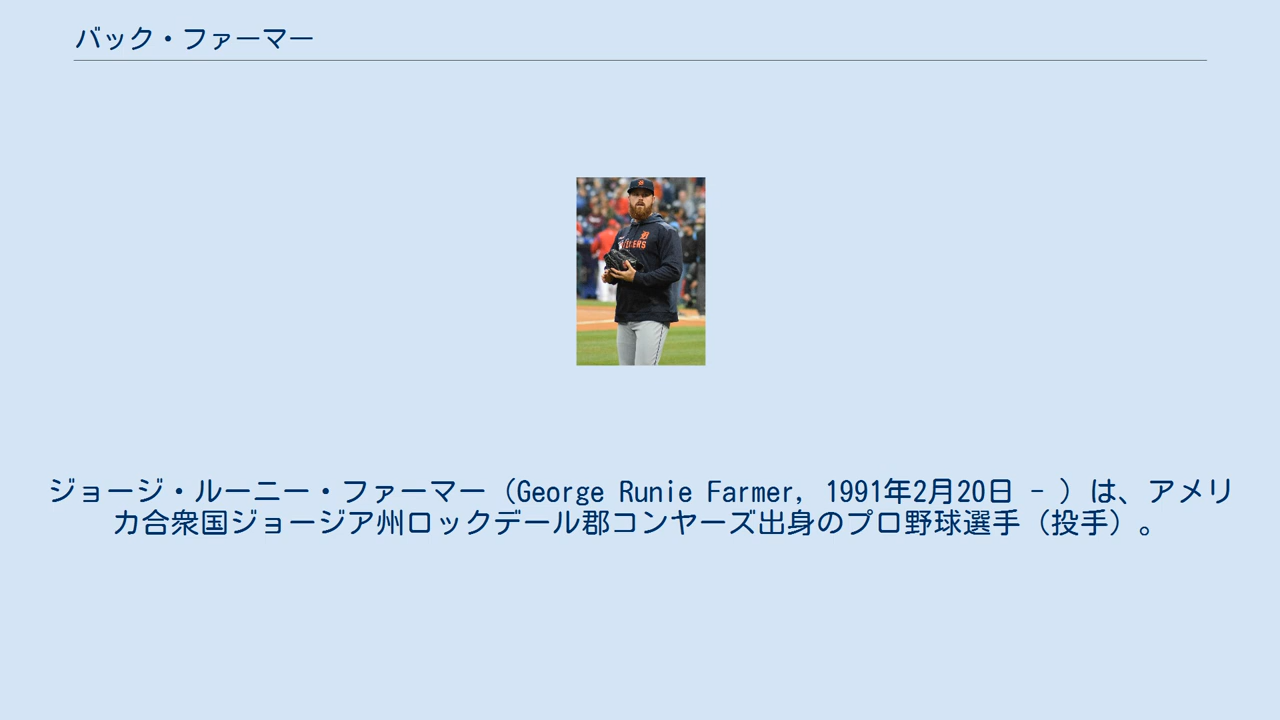 バック・ファーマー
ジョージ・ルーニー・ファーマー（George Runie Farmer, 1991年2月20日 - ）は、アメリ
カ合衆国ジョージア州ロックデール郡コンヤーズ出身のプロ野球選手（投手）。